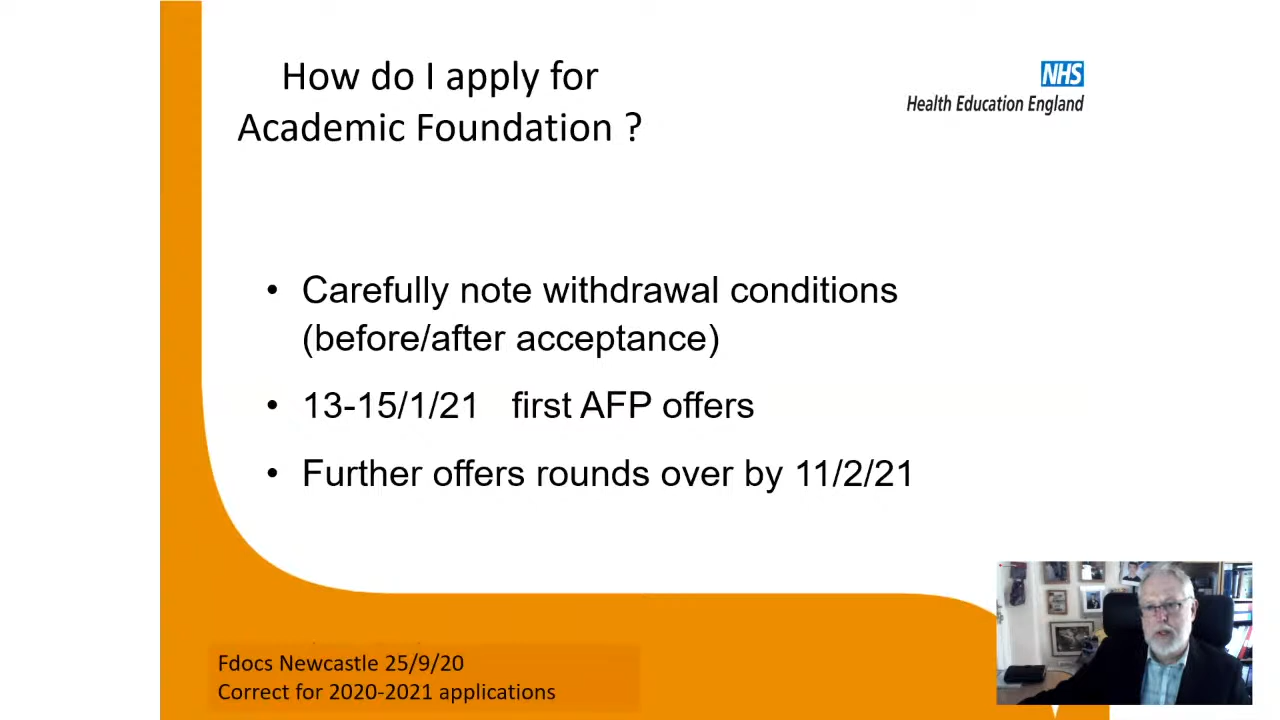 How do I apply for
Academic Foundation ?
NHS
Health Education England
• Carefully note withdrawal conditions
(before/after acceptance)
• 13-15/1/21 first AFP offers
• Further offers rounds over by 11/2/21
Fdocs Newcastle 25/9/20
Correct for 2020-2021 applications